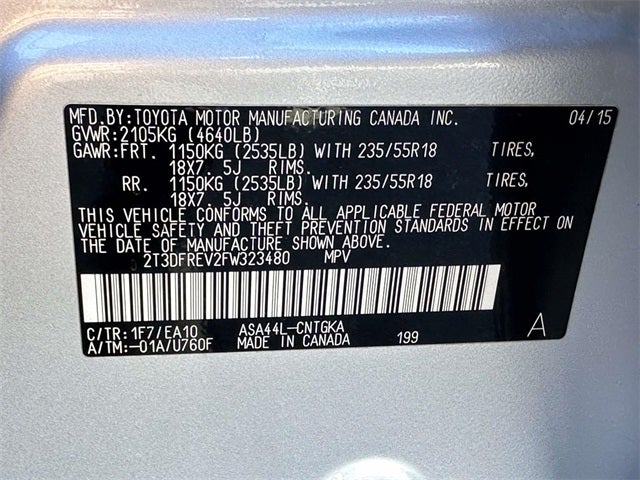 MFD.BY:TOYOTA MOTOR MANUFACTURING CANADA INC. 04/15
GVWR:2105KG (4640LB)
GAWR:FRT. 1150KG (2535LB) WITH 235/55R18 TIRES,
18X7.5J RIMS.
RR. 1150KG (2535LB) WITH 235/55R18 TIRES,
18X7.5J RIMS.
THIS VEHICLE CONFORMS TO ALL APPLICABLE FEDERAL MOTOR
VEHICLE SAFETY AND THEFT PREVENTION STANDARDS IN EFFECT ON
THE DATE OF MANUFACTURE SHOWN ABOVE.
2T3DFREV2FW323480 MPV
C/TR:1F7/EA10 ASA44L-CNTGKA
A/TM:-01A/U760F MADE IN CANADA 199 A